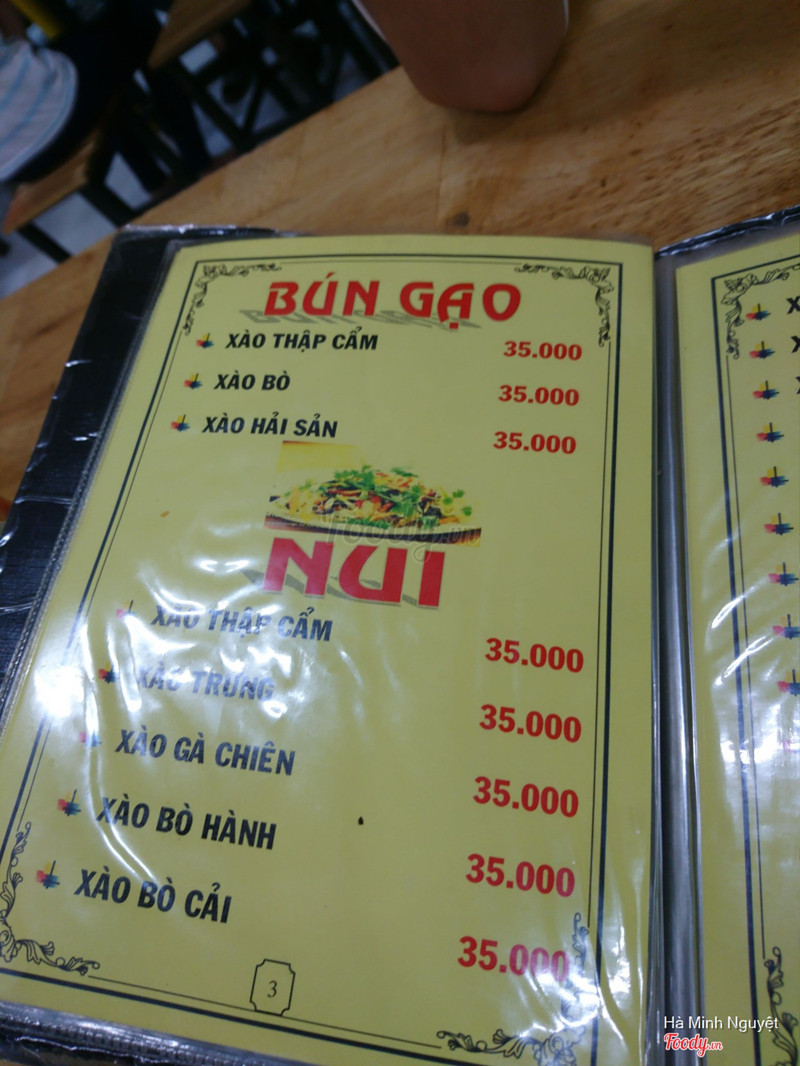 BÚN GẠO
XÀO THẬP CẨM 35.000
XÀO BÒ 35.000
XÀO HẢI SẢN 35.000
Foody.vn
NUI
XÀO THẬP CẨM 35.000
XÀO TRỨNG 35.000
XÀO GÀ CHIÊN 35.000
XÀO BÒ HÀNH 35.000
XÀO BÒ CẢI 35.000
3
Hà Minh Nguyệt
Foody.vn